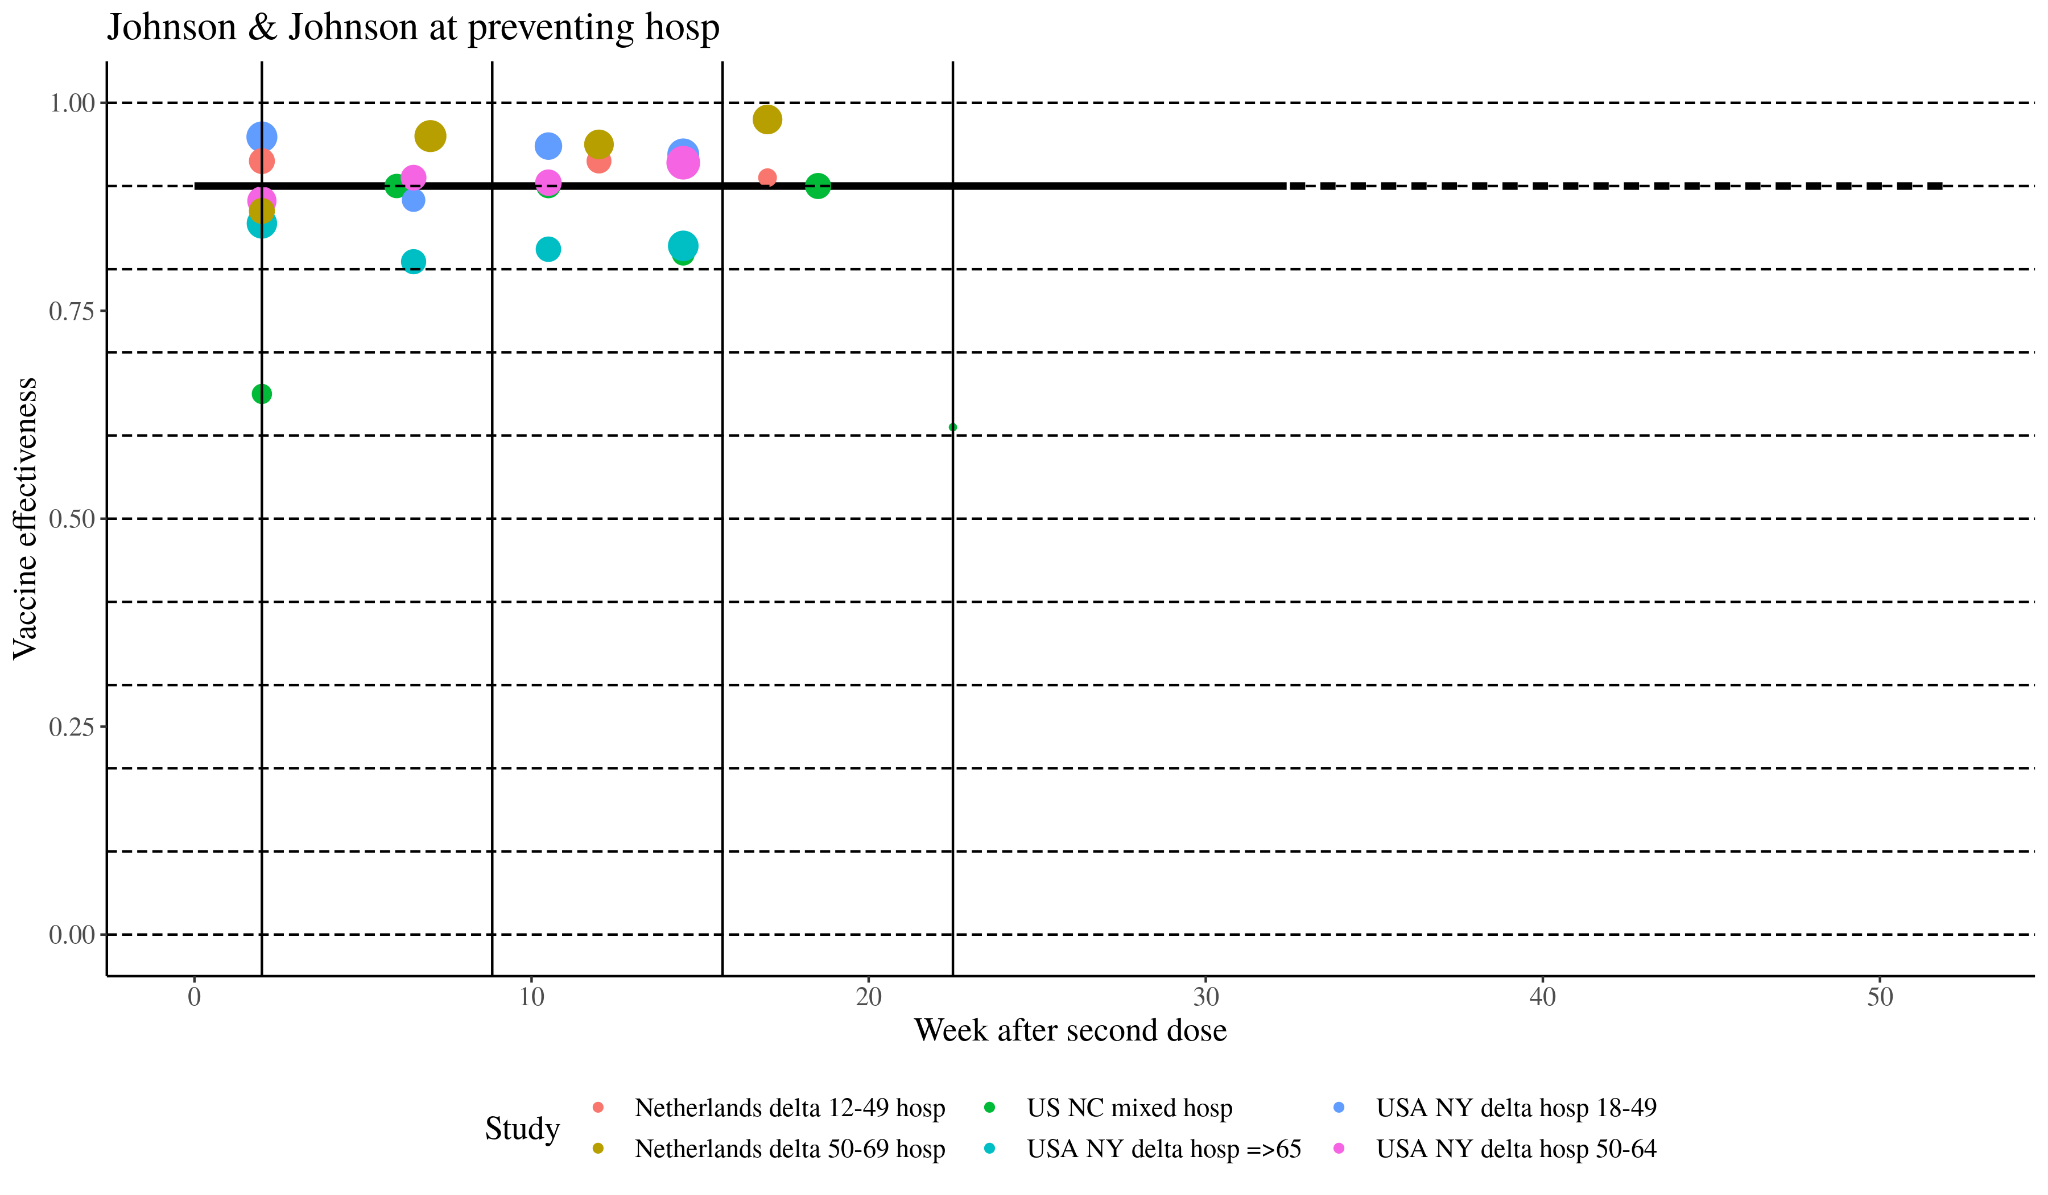 Johnson & Johnson at preventing hosp
Vaccine effectiveness
1.00
0.75
0.50
0.25
0.00
0 10 20 30 40 50
Week after second dose
Study
Netherlands delta 12-49 hosp US NC mixed hosp USA NY delta hosp 18-49
Netherlands delta 50-69 hosp USA NY delta hosp =>65 USA NY delta hosp 50-64